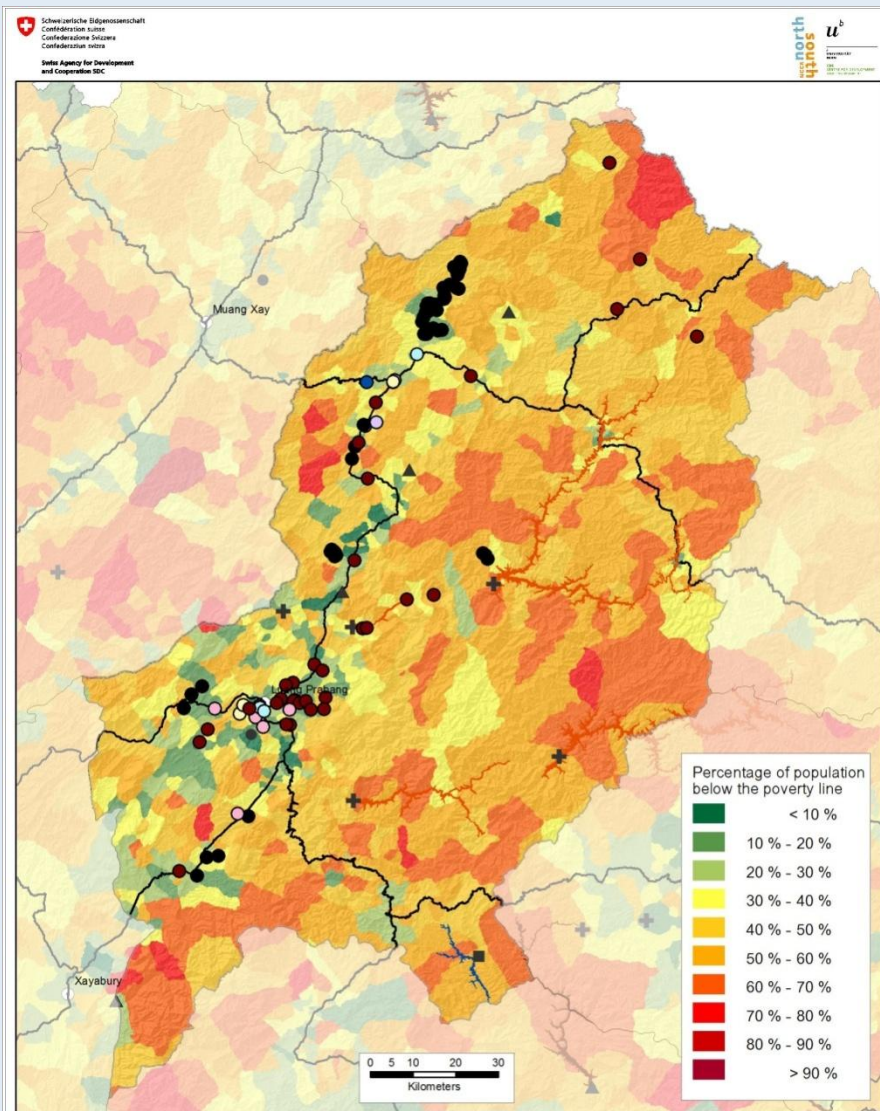 Schweizerische Eidgenossenschaft
Confédération suisse
Confederazione Svizzera
Confederaziun svizra
Swiss Agency for Development
and Cooperation SDC
north
south
u
b
Muang Xay
Luang Prabang
Xayabury
Percentage of population
below the poverty line
< 10 %
10 % - 20 %
20 % - 30 %
30 % - 40 %
40 % - 50 %
50 % - 60 %
60 % - 70 %
70 % - 80 %
80 % - 90 %
> 90 %
0 5 10 20 30
Kilometers